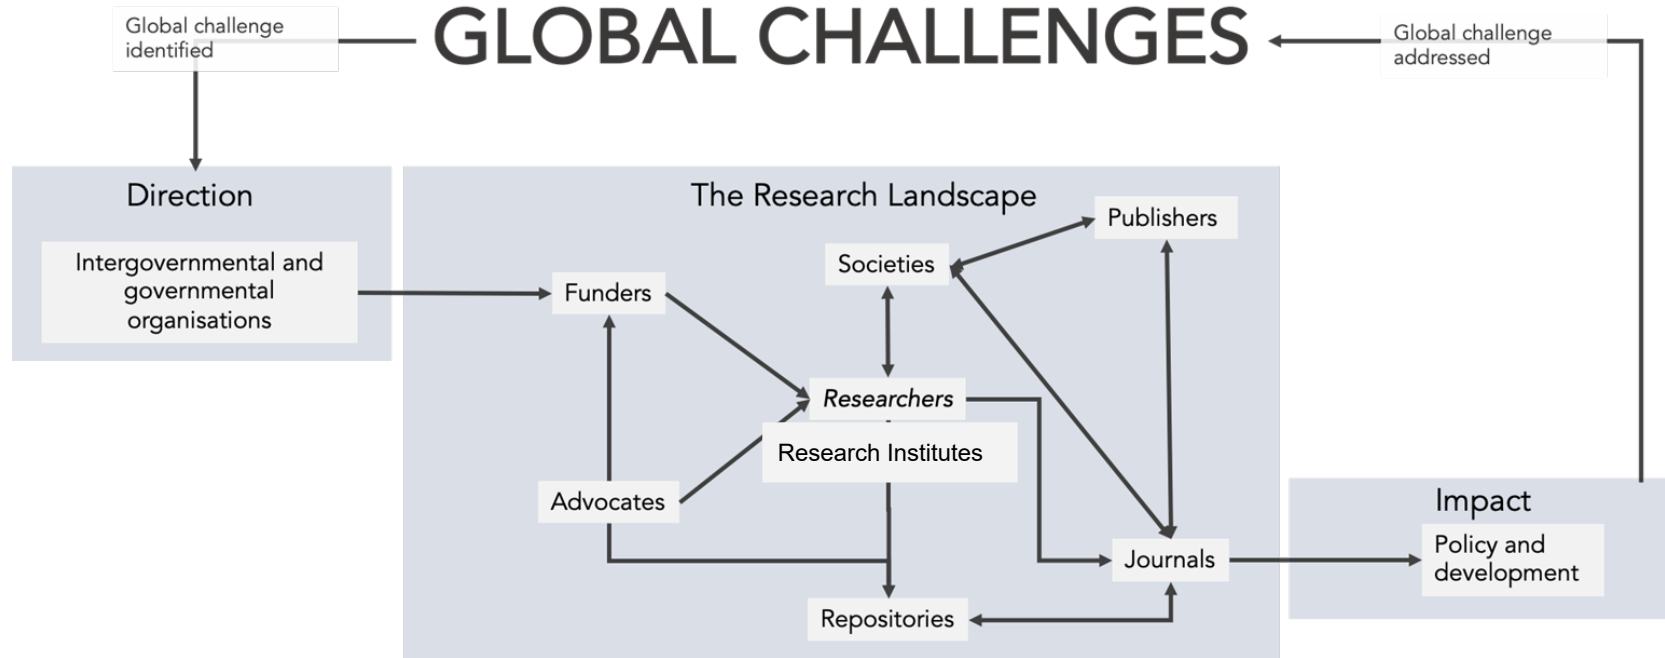 Global challenge
identified
GLOBAL CHALLENGES
Global challenge
addressed
Direction
Intergovernmental and
governmental
organisations
The Research Landscape
Publishers
Societies
Funders
Researchers
Research Institutes
Advocates
Journals
Repositories
Impact
Policy and
development